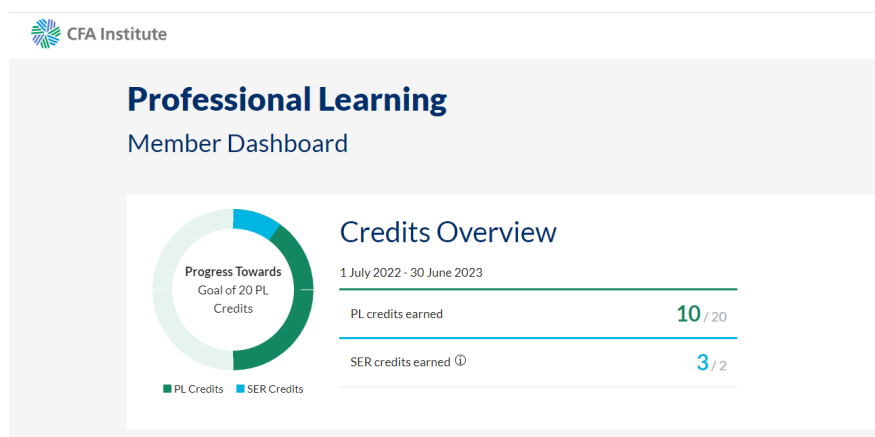 CFA Institute
Professional Learning
Member Dashboard
Progress Towards
Goal of 20 PL
Credits
PL Credits SER Credits
Credits Overview
1 July 2022 - 30 June 2023
PL credits earned 10 / 20
SER credits earned ⓘ 3 / 2